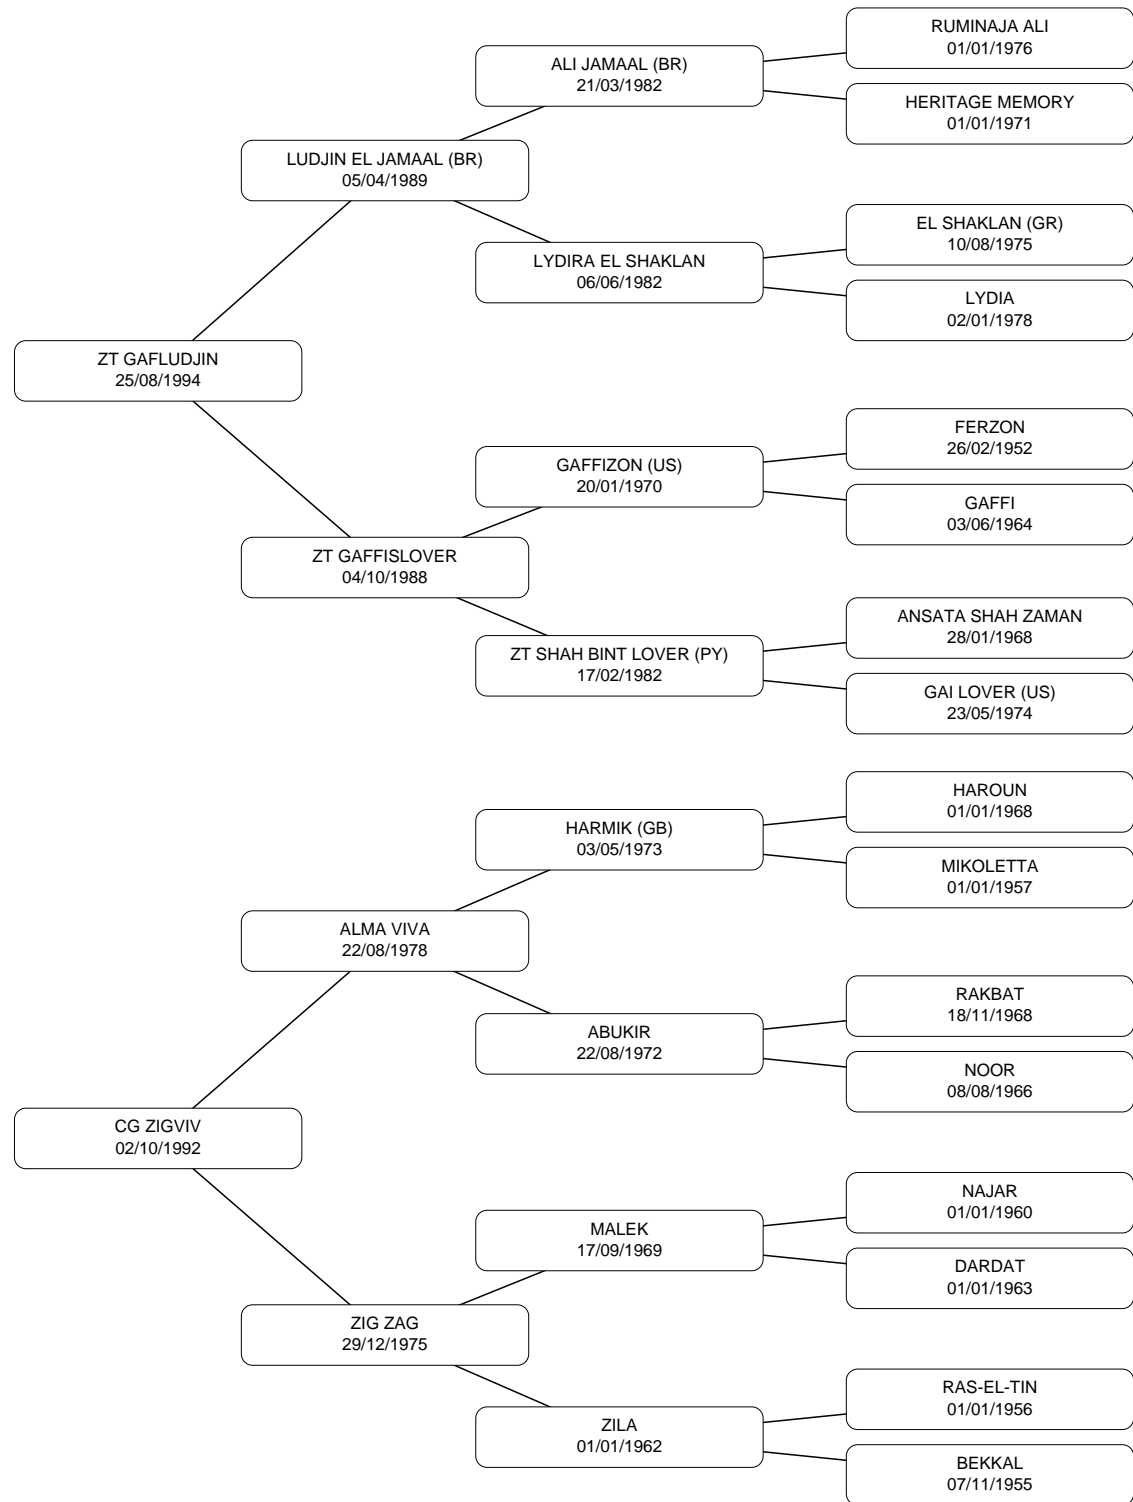 RUMINAJA ALI
01/01/1976
ALI JAMAAL (BR)
21/03/1982
HERITAGE MEMORY
01/01/1971
LUDJIN EL JAMAAL (BR)
05/04/1989
EL SHAKLAN (GR)
10/08/1975
LYDIRA EL SHAKLAN
06/06/1982
LYDIA
02/01/1978
ZT GAFLUDJIN
25/08/1994
FERZON
26/02/1952
GAFFIZON (US)
20/01/1970
GAFFI
03/06/1964
ZT GAFFISLOVER
04/10/1988
ANSATA SHAH ZAMAN
28/01/1968
ZT SHAH BINT LOVER (PY)
17/02/1982
GAI LOVER (US)
23/05/1974
HAROUN
01/01/1968
HARMIK (GB)
03/05/1973
MIKOLETTA
01/01/1957
ALMA VIVA
22/08/1978
RAKBAT
18/11/1968
ABUKIR
22/08/1972
NOOR
08/08/1966
CG ZIGVIV
02/10/1992
NAJAR
01/01/1960
MALEK
17/09/1969
DARDAT
01/01/1963
ZIG ZAG
29/12/1975
RAS-EL-TIN
01/01/1956
ZILA
01/01/1962
BEKKAL
07/11/1955